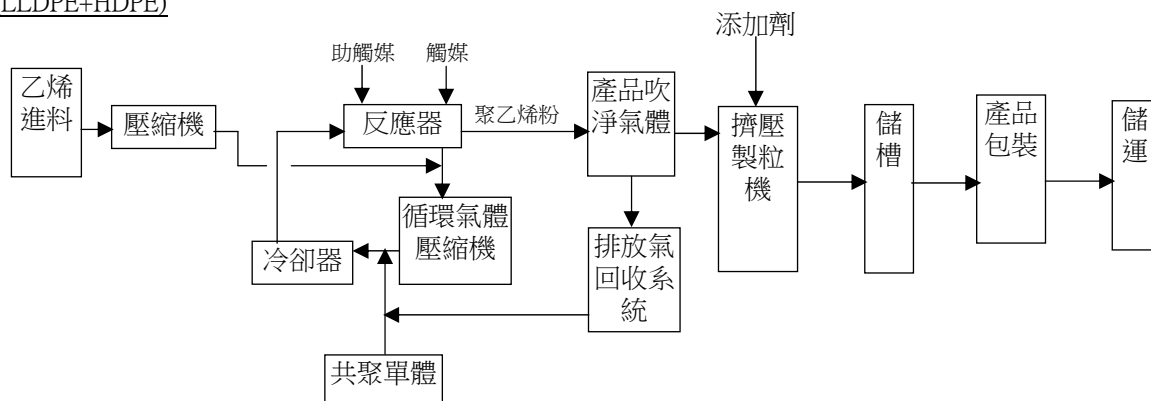 LLDPE+HDPE)
添加劑
助觸媒
觸媒
乙烯
進料
壓縮機
反應器
聚乙烯粉
產品吹
淨氣體
擠壓
製粒
機
儲
槽
產品
包裝
儲
運
循環氣體
壓縮機
冷卻器
排放氣
回收系
統
共聚單體